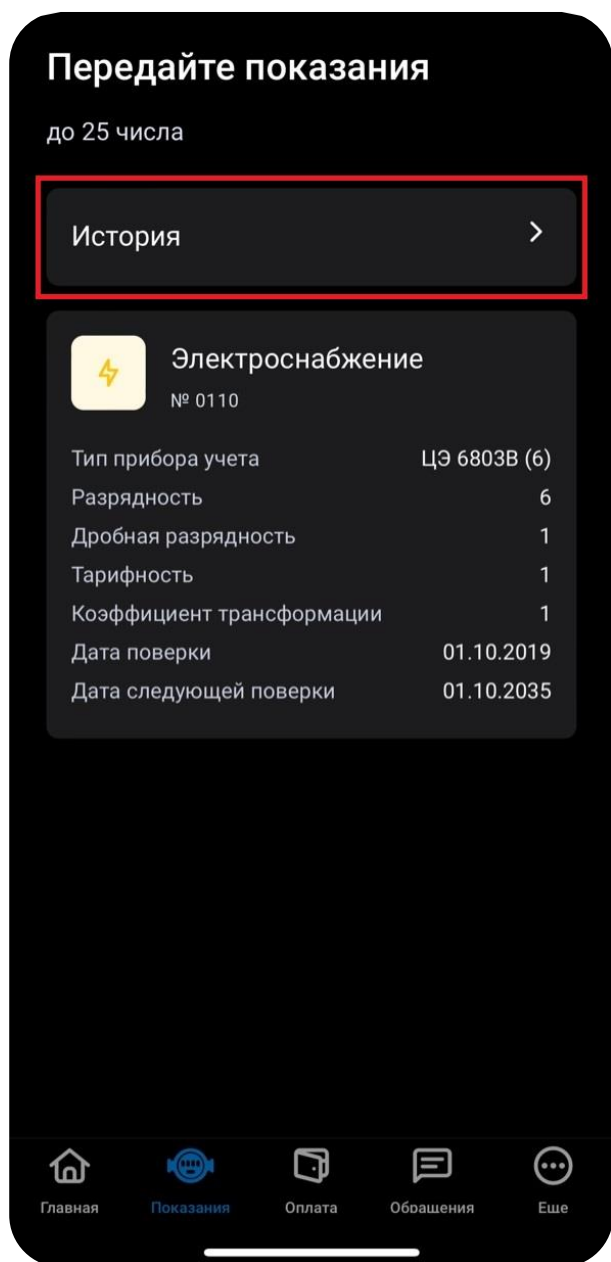 Передайте показания
до 25 числа
История
Электроснабжение
№ 0110
Тип прибора учета ЦЭ 6803В (6)
Разрядность 6
Дробная разрядность 1
Тарифность 1
Коэффициент трансформации 1
Дата поверки 01.10.2019
Дата следующей поверки 01.10.2035
Главная Показания Оплата Обращения Еще